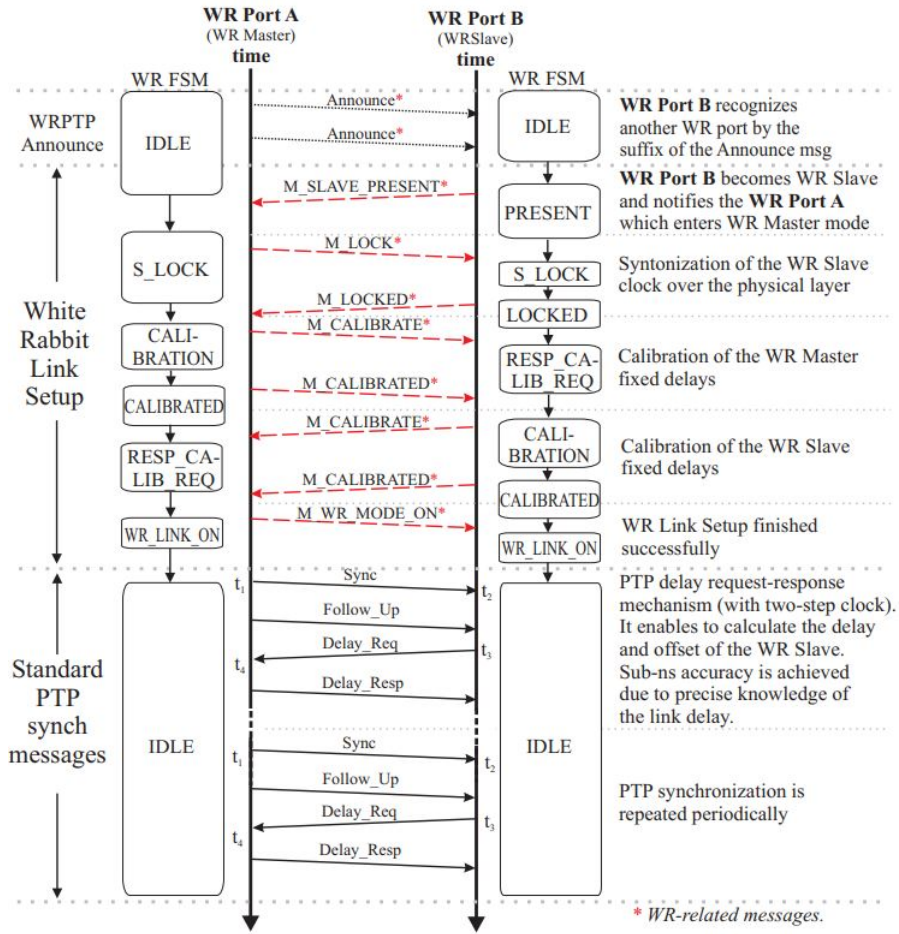 WR Port A
(WR Master)
time
WR Port B
(WRSlave)
time
WR FSM
WR FSM
WRPTP
Announce
IDLE
Announce*
Announce*
IDLE
WR Port B recognizes
another WR port by the
suffix of the Announce msg
White
Rabbit
Link
Setup
M_SLAVE_PRESENT*
PRESENT
WR Port B becomes WR Slave
and notifies the WR Port A
which enters WR Master mode
S_LOCK
M_LOCK*
S_LOCK
Syntonization of the WR Slave
clock over the physical layer
M_LOCKED*
LOCKED
CALI-
BRATION
M_CALIBRATE*
RESP_CA-
LIB_REQ
Calibration of the WR Master
fixed delays
CALIBRATED
M_CALIBRATED*
M_CALIBRATE*
CALI-
BRATION
Calibration of the WR Slave
fixed delays
RESP_CA-
LIB_REQ
M_CALIBRATED*
CALIBRATED
WR_LINK_ON
M_WR_MODE_ON*
WR_LINK_ON
WR Link Setup finished
successfully
Standard
PTP
synch
messages
IDLE
t1
Sync
t2
Follow_Up
Delay_Req
t3
t4
Delay_Resp
IDLE
PTP delay request-response
mechanism (with two-step clock).
It enables to calculate the delay
and offset of the WR Slave.
Sub-ns accuracy is achieved
due to precise knowledge of
the link delay.
t1
Sync
t2
Follow_Up
Delay_Req
t3
t4
Delay_Resp
PTP synchronization is
repeated periodically
* WR-related messages.